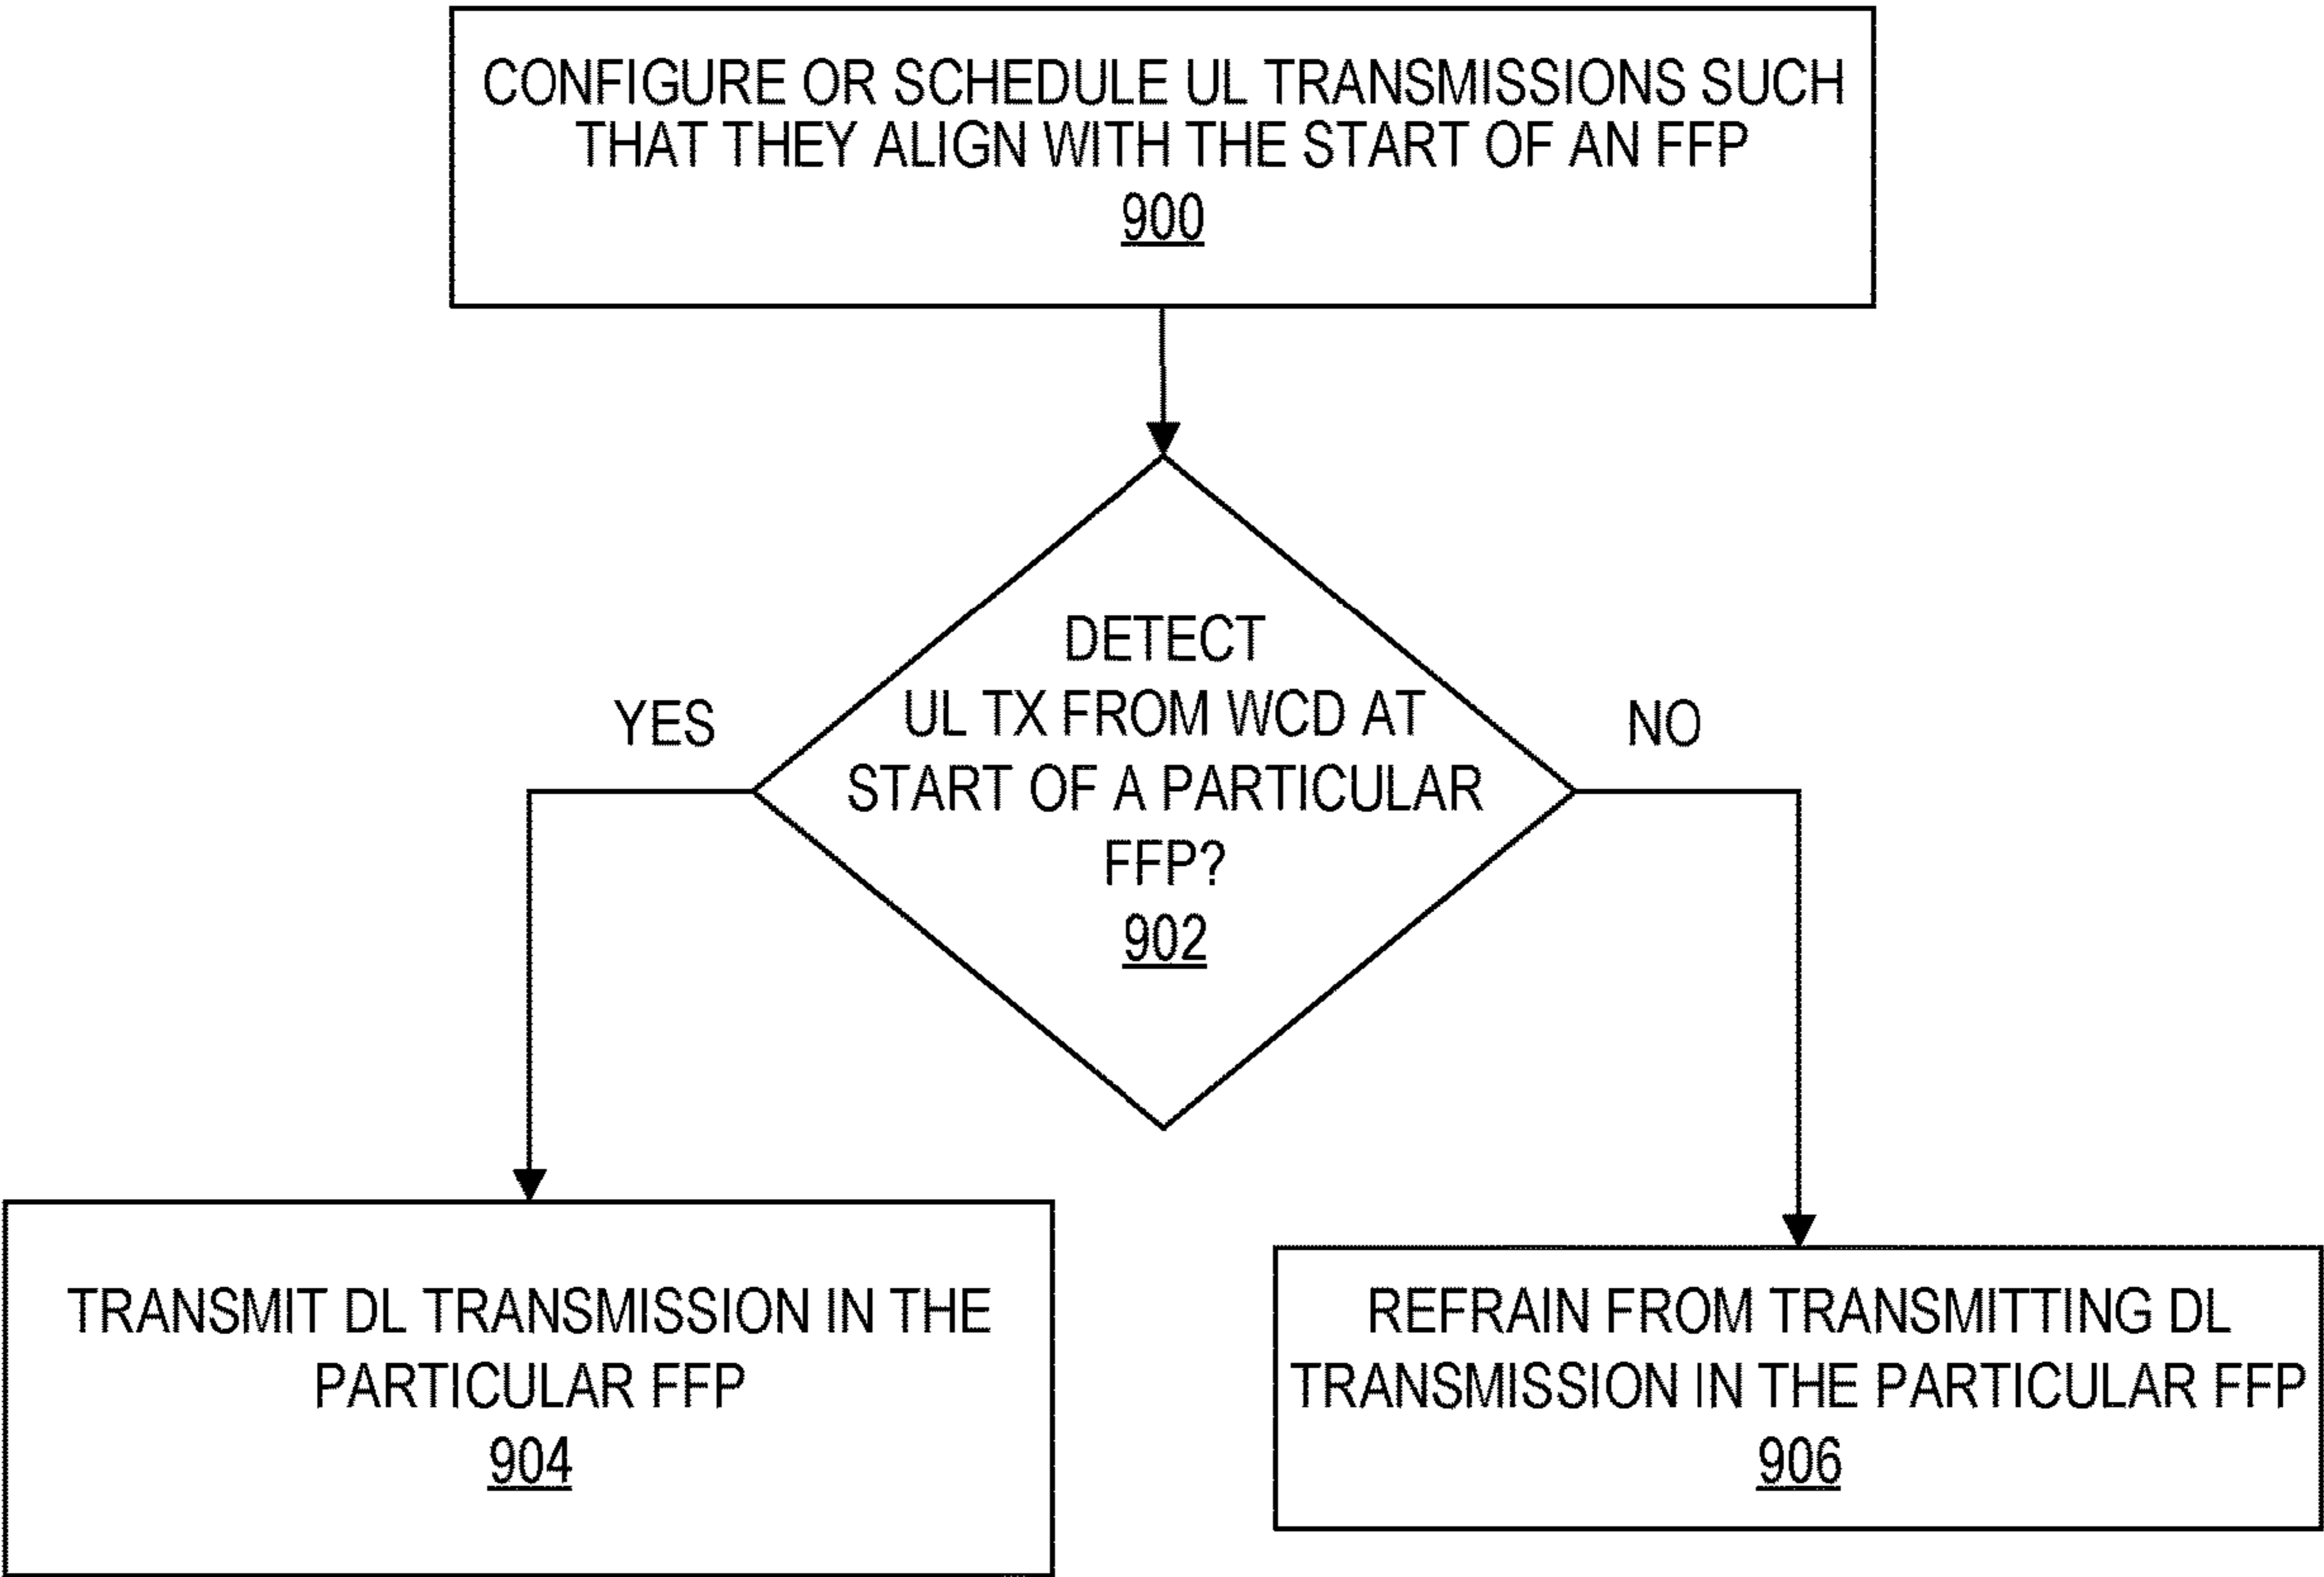 CONFIGURE OR SCHEDULE UL TRANSMISSIONS SUCH
THAT THEY ALIGN WITH THE START OF AN FFP
900
DETECT
UL TX FROM WCD AT
START OF A PARTICULAR
FFP?
902
YES
NO
TRANSMIT DL TRANSMISSION IN THE
PARTICULAR FFP
904
REFRAIN FROM TRANSMITTING DL
TRANSMISSION IN THE PARTICULAR FFP
906